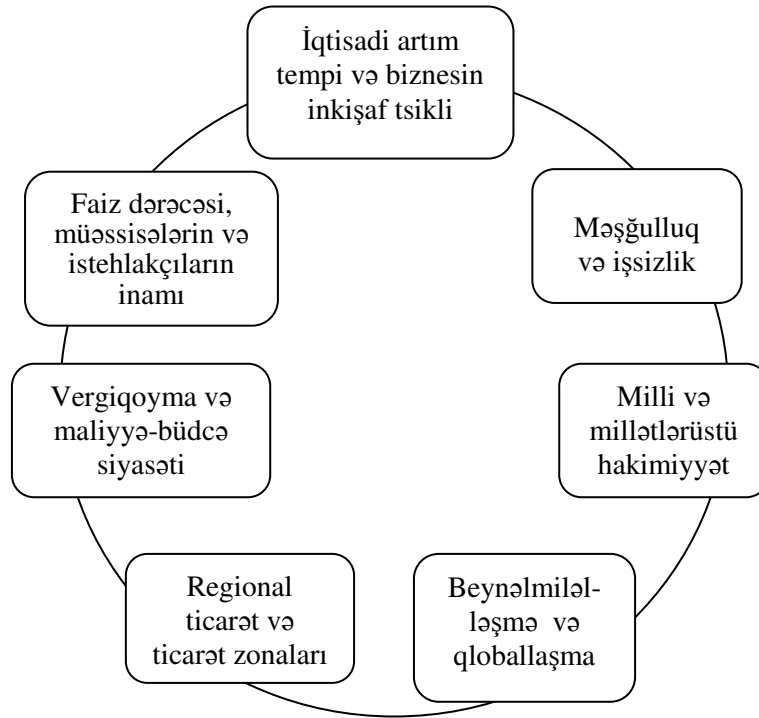 İqtisadi artım
tempi və biznesin
inkişaf tsikli
Məşğulluq
və işsizlik
Milli və
millətlərüstü
hakimiyyət
Beynəlmiləl-
ləşmə və
qloballaşma
Regional
ticarət və
ticarət zonaları
Vergiqoyma və
maliyyə-büdcə
siyasəti
Faiz dərəcəsi,
müəssisələrin və
istehlakçıların
inamı